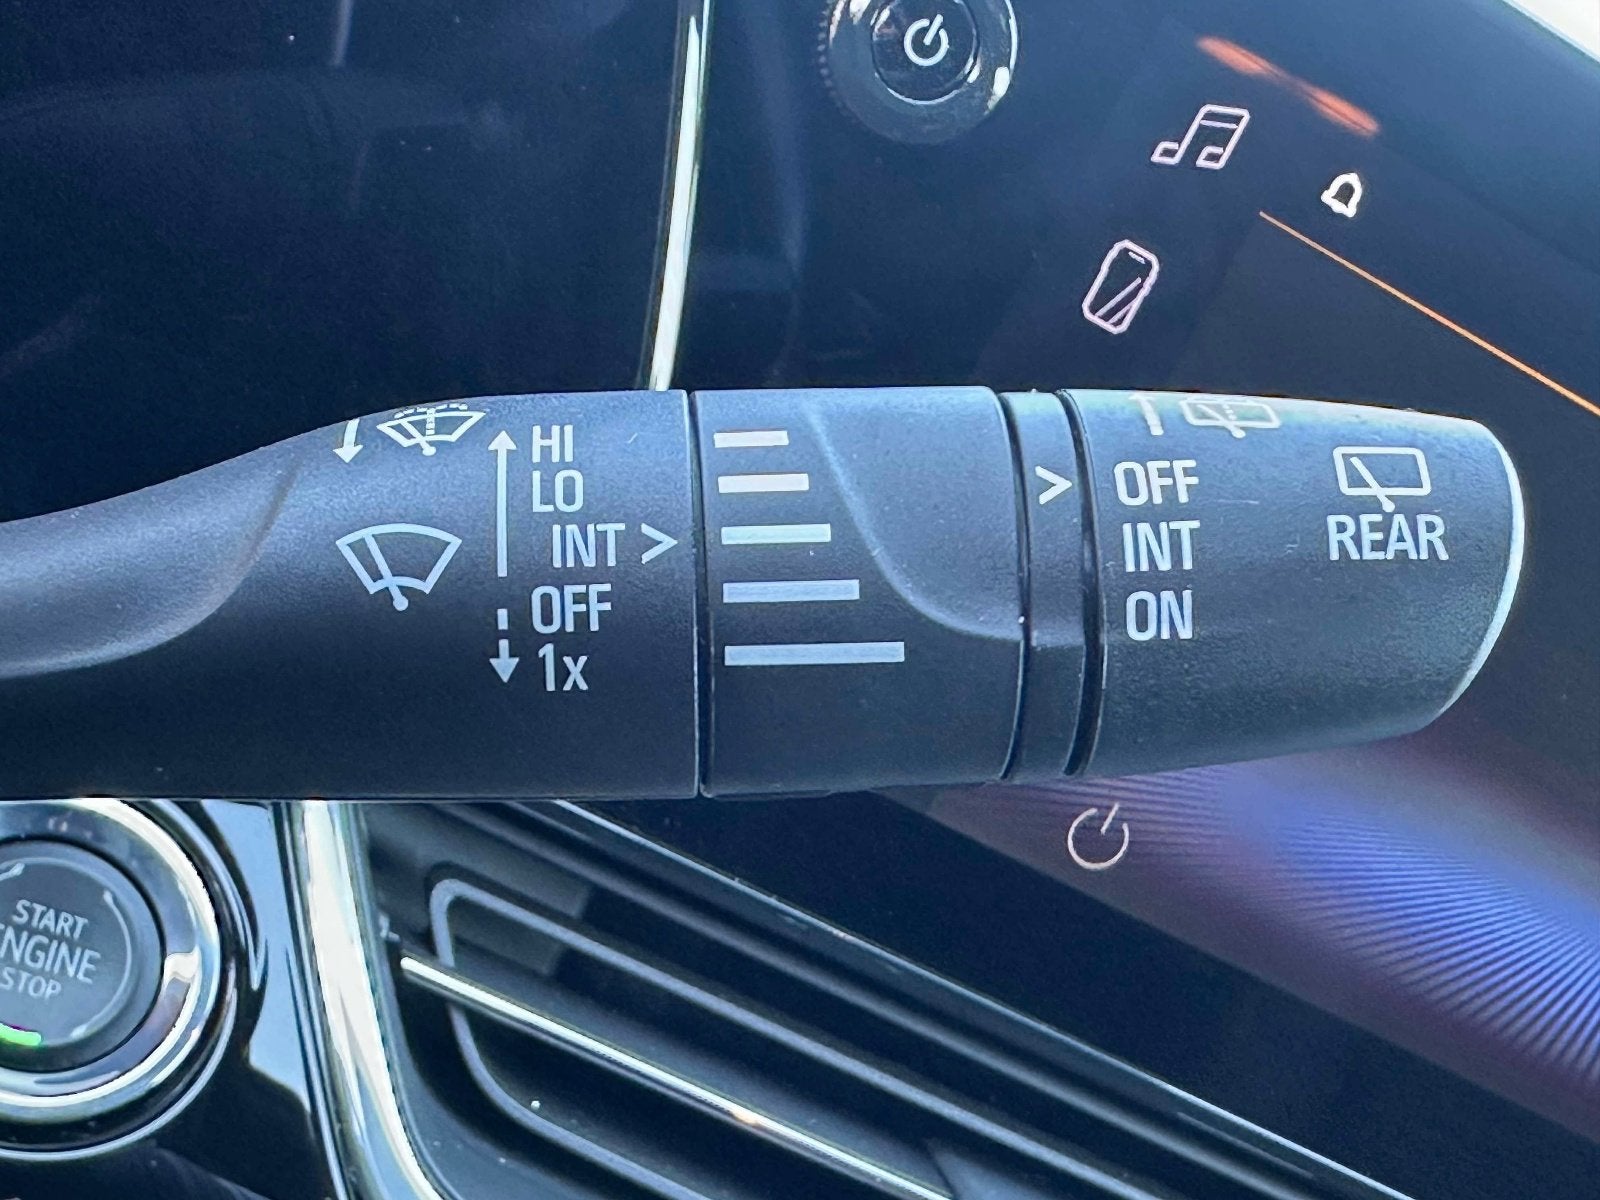 HI
LO
INT >
OFF
1x
>
OFF
INT
ON
REAR
START
ENGINE
STOP